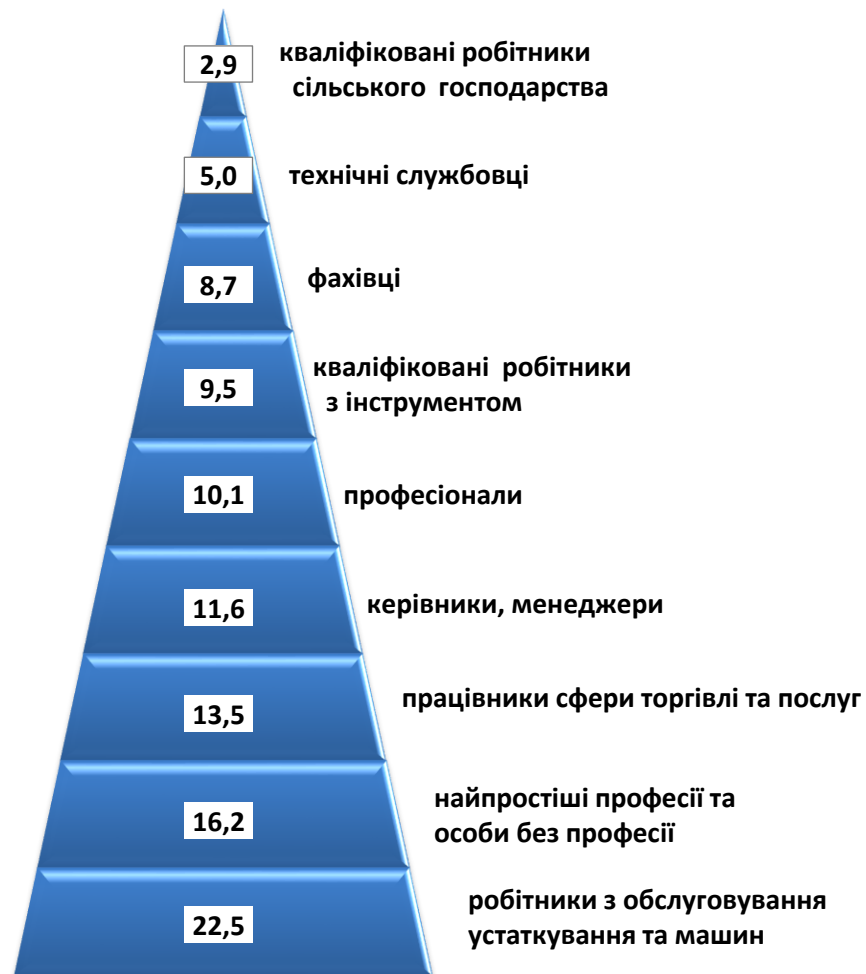 2,9
кваліфіковані робітники
сільського господарства
5,0
технічні службовці
8,7
фахівці
9,5
кваліфіковані робітники
з інструментом
10,1
професіонали
11,6
керівники, менеджери
13,5
працівники сфери торгівлі та послуг
16,2
найпростіші професії та
особи без професії
22,5
робітники з обслуговування
устаткування та машин